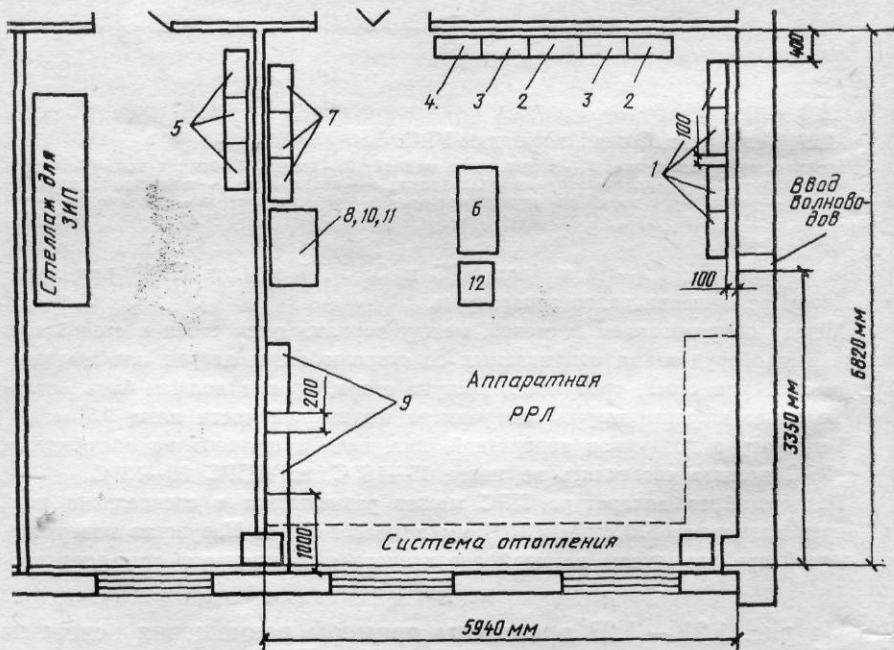 400
4. 3 2 3 2
5
7
100
1
Стеллаж для
ЗИП
Ввод
волново-
дов
6
8,10,11
12
100
6820 мм
Аппаратная
РРЛ
200
9
3350 мм
1000
Система отопления
5940 мм